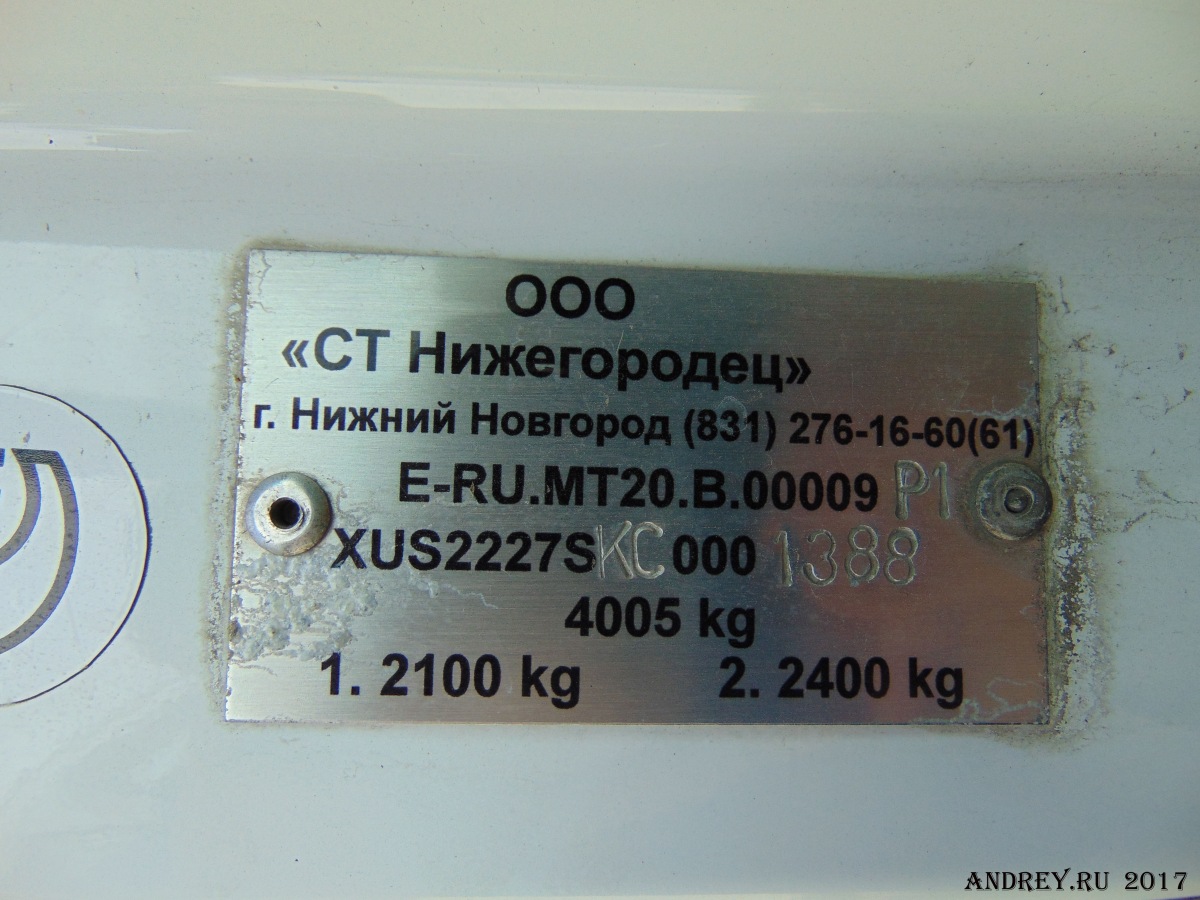 ООО
«СТ Нижегородец»
г. Нижний Новгород (831) 276-16-60(61)
E-RU.MT20.B.00009 P1
XUS2227SKC0001388
4005 kg
1. 2100 kg 2. 2400 kg
ANDREY.RU 2017